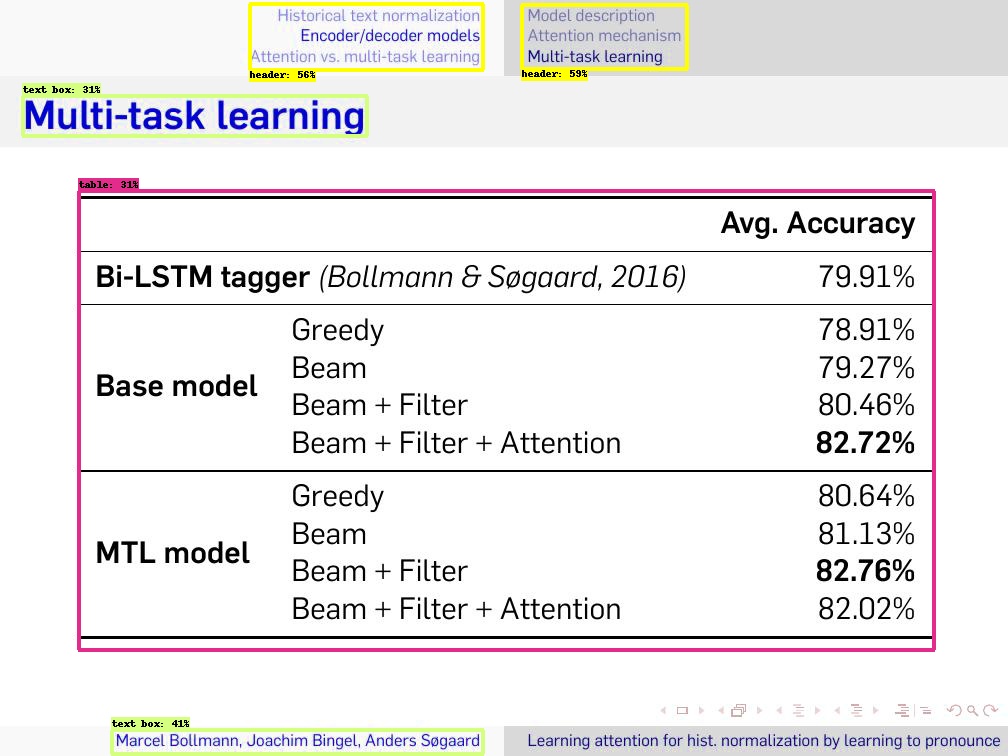 Historical text normalization
Encoder/decoder models
Attention vs. multi-task learning
header: 56%
Model description
Attention mechanism
Multi-task learning
header: 59%
text box: 31%
Multi-task learning
table: 31%
Avg. Accuracy
Bi-LSTM tagger (Bollmann & Søgaard, 2016) 79.91%
Base model
Greedy 78.91%
Beam 79.27%
Beam + Filter 80.46%
Beam + Filter + Attention 82.72%
MTL model
Greedy 80.64%
Beam 81.13%
Beam + Filter 82.76%
Beam + Filter + Attention 82.02%
text box: 41%
Marcel Bollmann, Joachim Bingel, Anders Søgaard
Learning attention for hist. normalization by learning to pronounce